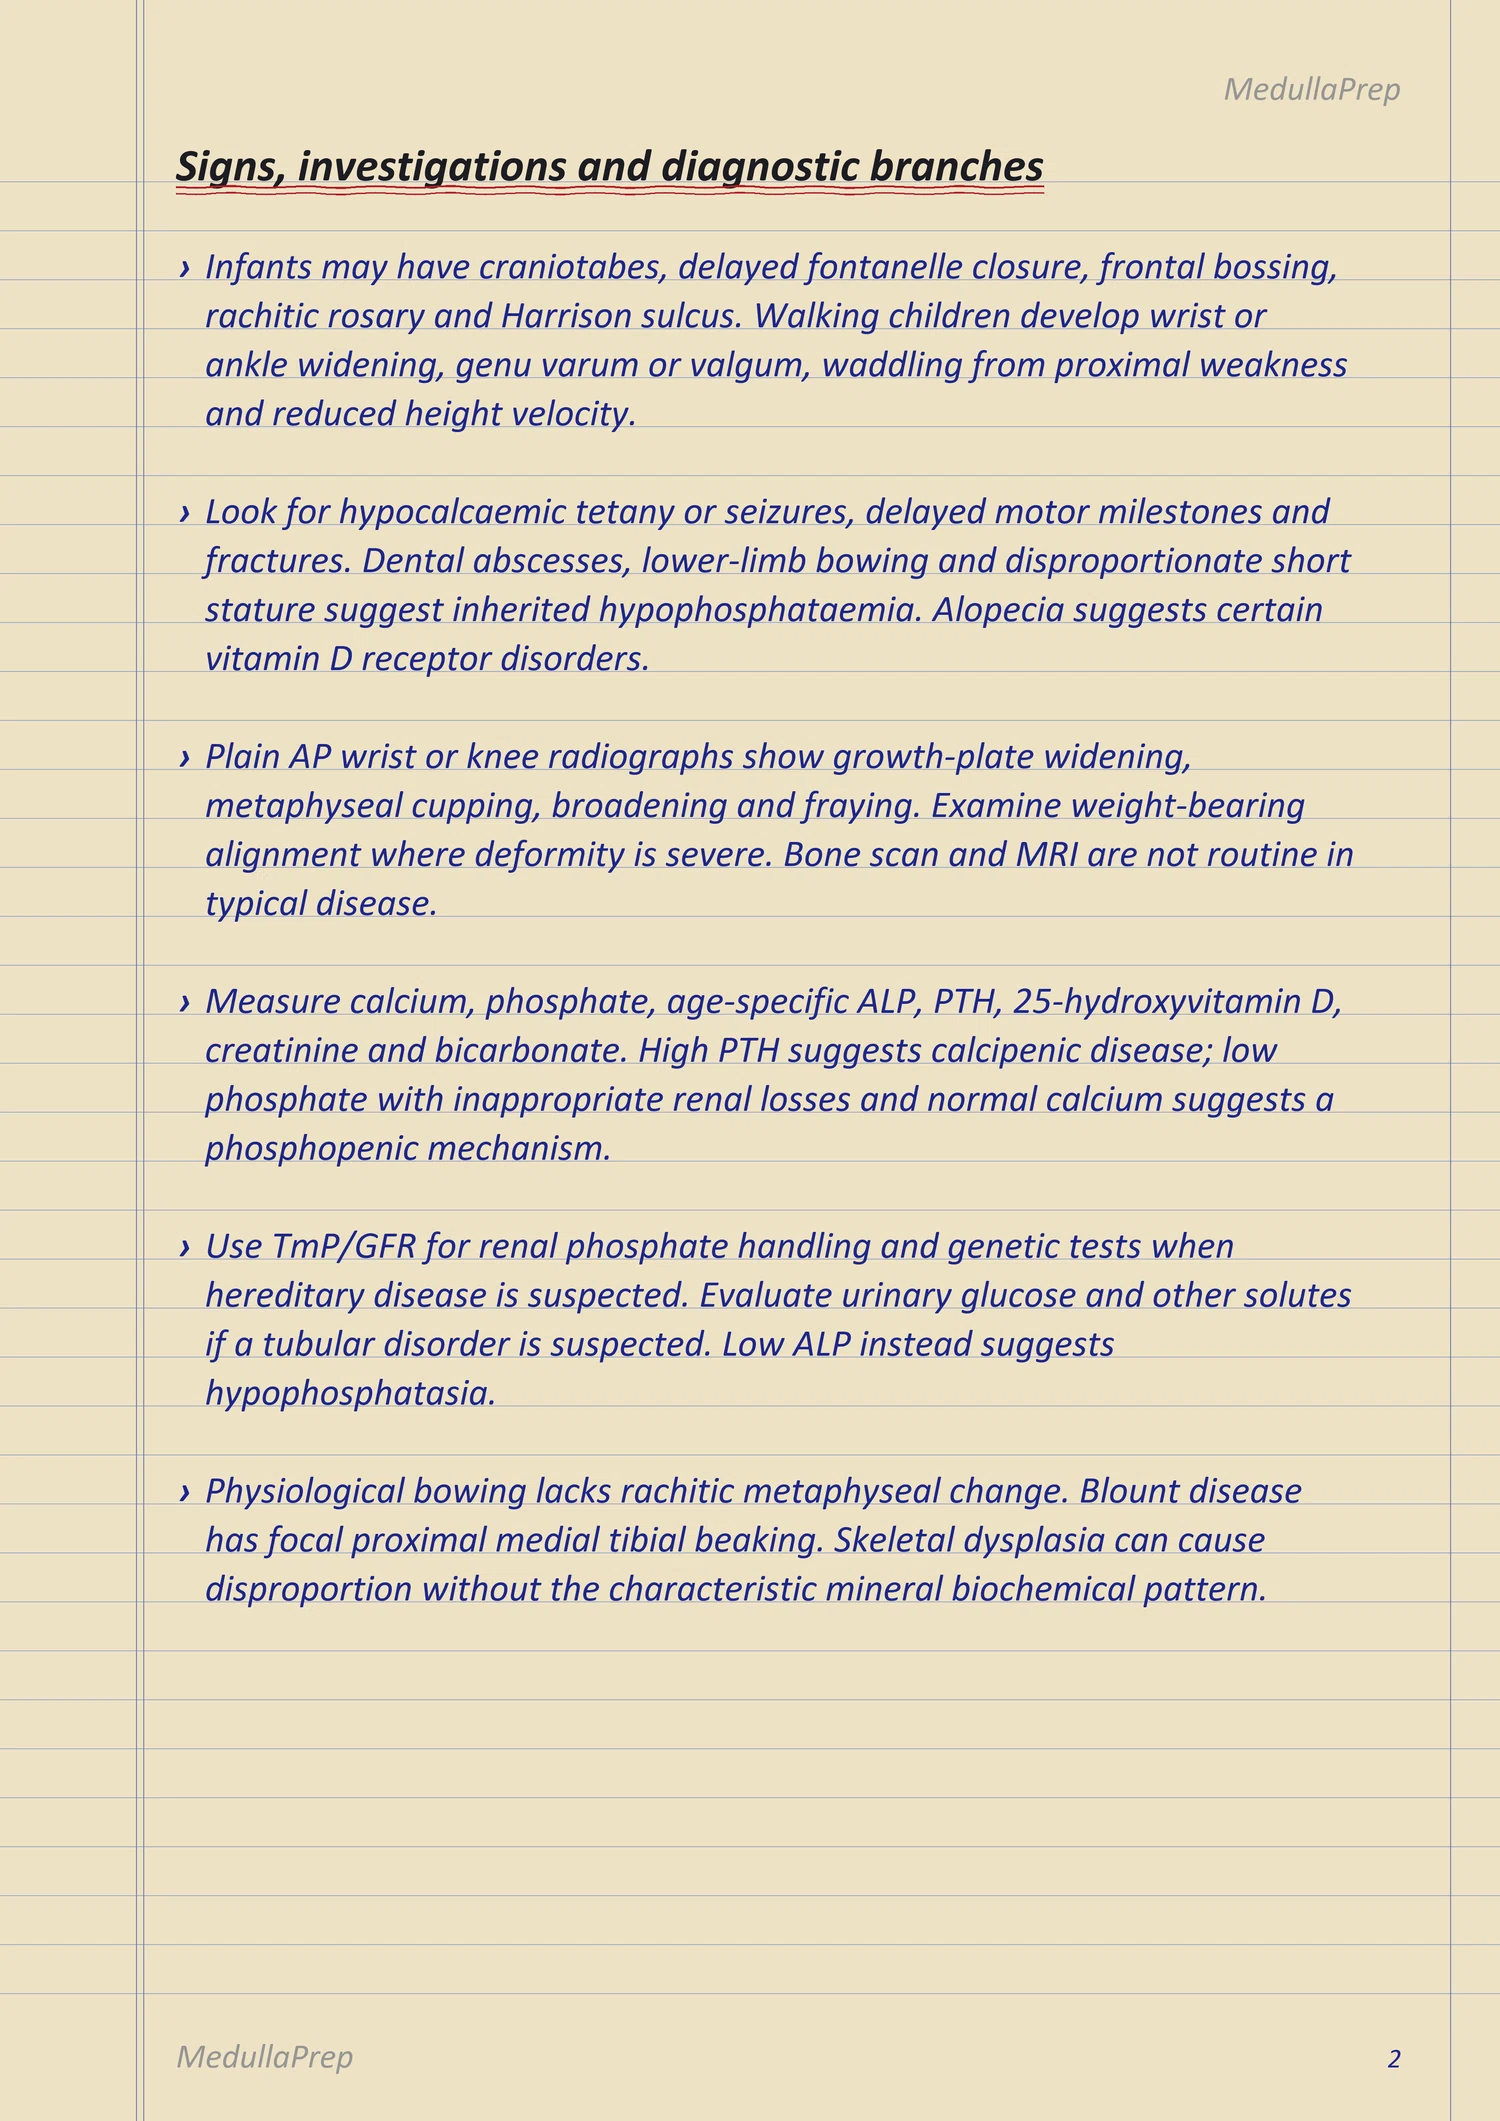 MedullaPrep
Signs, investigations and diagnostic branches
› Infants may have craniotabes, delayed fontanelle closure, frontal bossing,
rachitic rosary and Harrison sulcus. Walking children develop wrist or
ankle widening, genu varum or valgum, waddling from proximal weakness
and reduced height velocity.
› Look for hypocalcaemic tetany or seizures, delayed motor milestones and
fractures. Dental abscesses, lower-limb bowing and disproportionate short
stature suggest inherited hypophosphataemia. Alopecia suggests certain
vitamin D receptor disorders.
› Plain AP wrist or knee radiographs show growth-plate widening,
metaphyseal cupping, broadening and fraying. Examine weight-bearing
alignment where deformity is severe. Bone scan and MRI are not routine in
typical disease.
› Measure calcium, phosphate, age-specific ALP, PTH, 25-hydroxyvitamin D,
creatinine and bicarbonate. High PTH suggests calcipenic disease; low
phosphate with inappropriate renal losses and normal calcium suggests a
phosphopenic mechanism.
› Use TmP/GFR for renal phosphate handling and genetic tests when
hereditary disease is suspected. Evaluate urinary glucose and other solutes
if a tubular disorder is suspected. Low ALP instead suggests
hypophosphatasia.
› Physiological bowing lacks rachitic metaphyseal change. Blount disease
has focal proximal medial tibial beaking. Skeletal dysplasia can cause
disproportion without the characteristic mineral biochemical pattern.
MedullaPrep
2